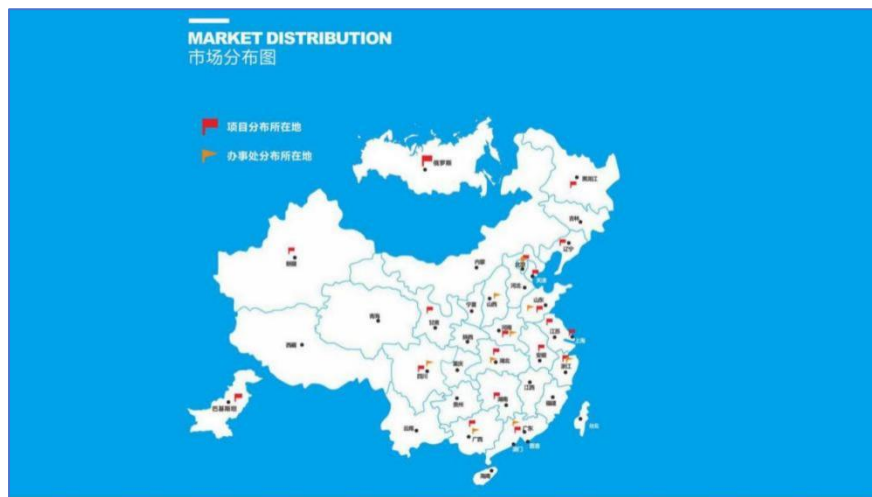 MARKET DISTRIBUTION
市场分布图
项目分布所在地
办事处分布所在地
俄罗斯
黑龙江
吉林
辽宁
新疆
内蒙
北京
天津
河北
山西
山东
宁夏
青海
甘肃
陕西
河南
江苏
上海
西藏
四川
重庆
湖北
安徽
浙江
江西
巴基斯坦
贵州
湖南
福建
云南
广西
广东
台湾
澳门
香港
海南